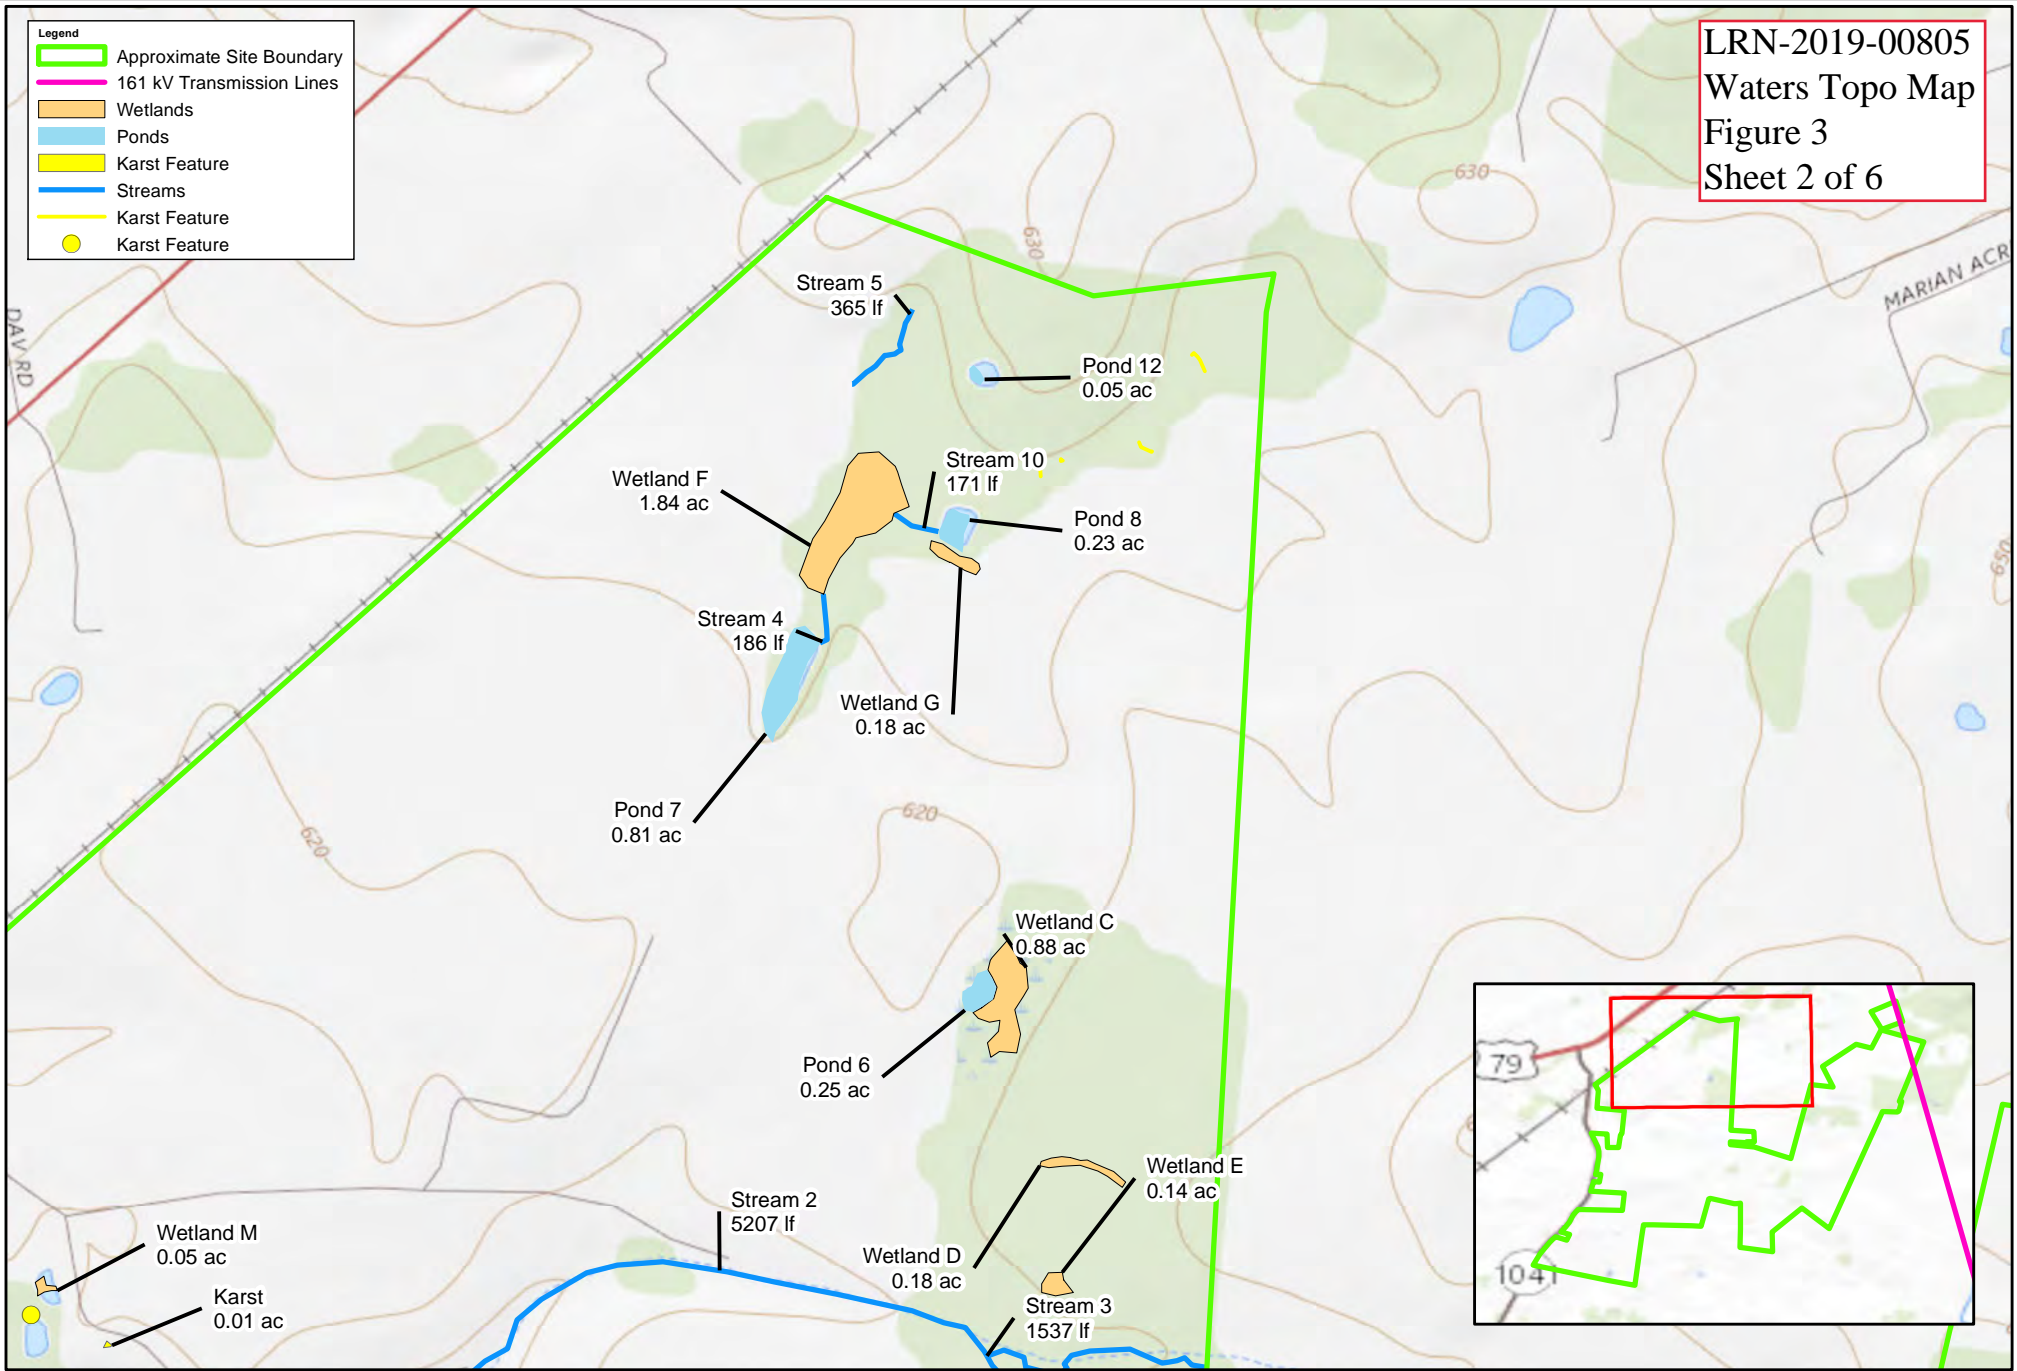 Legend
Approximate Site Boundary
161 kV Transmission Lines
Wetlands
Ponds
Karst Feature
Streams
Karst Feature
Karst Feature
LRN-2019-00805
Waters Topo Map
Figure 3
Sheet 2 of 6
630
630
MARIAN ACR
DAV RD
Stream 5
365 lf
Pond 12
0.05 ac
Stream 10
171 lf
Wetland F
1.84 ac
Pond 8
0.23 ac
650
Stream 4
186 lf
Wetland G
0.18 ac
Pond 7
0.81 ac
620
620
Wetland C
0.88 ac
Pond 6
0.25 ac
79
Wetland E
0.14 ac
Stream 2
5207 lf
Wetland D
0.18 ac
Wetland M
0.05 ac
Karst
0.01 ac
Stream 3
1537 lf
1041